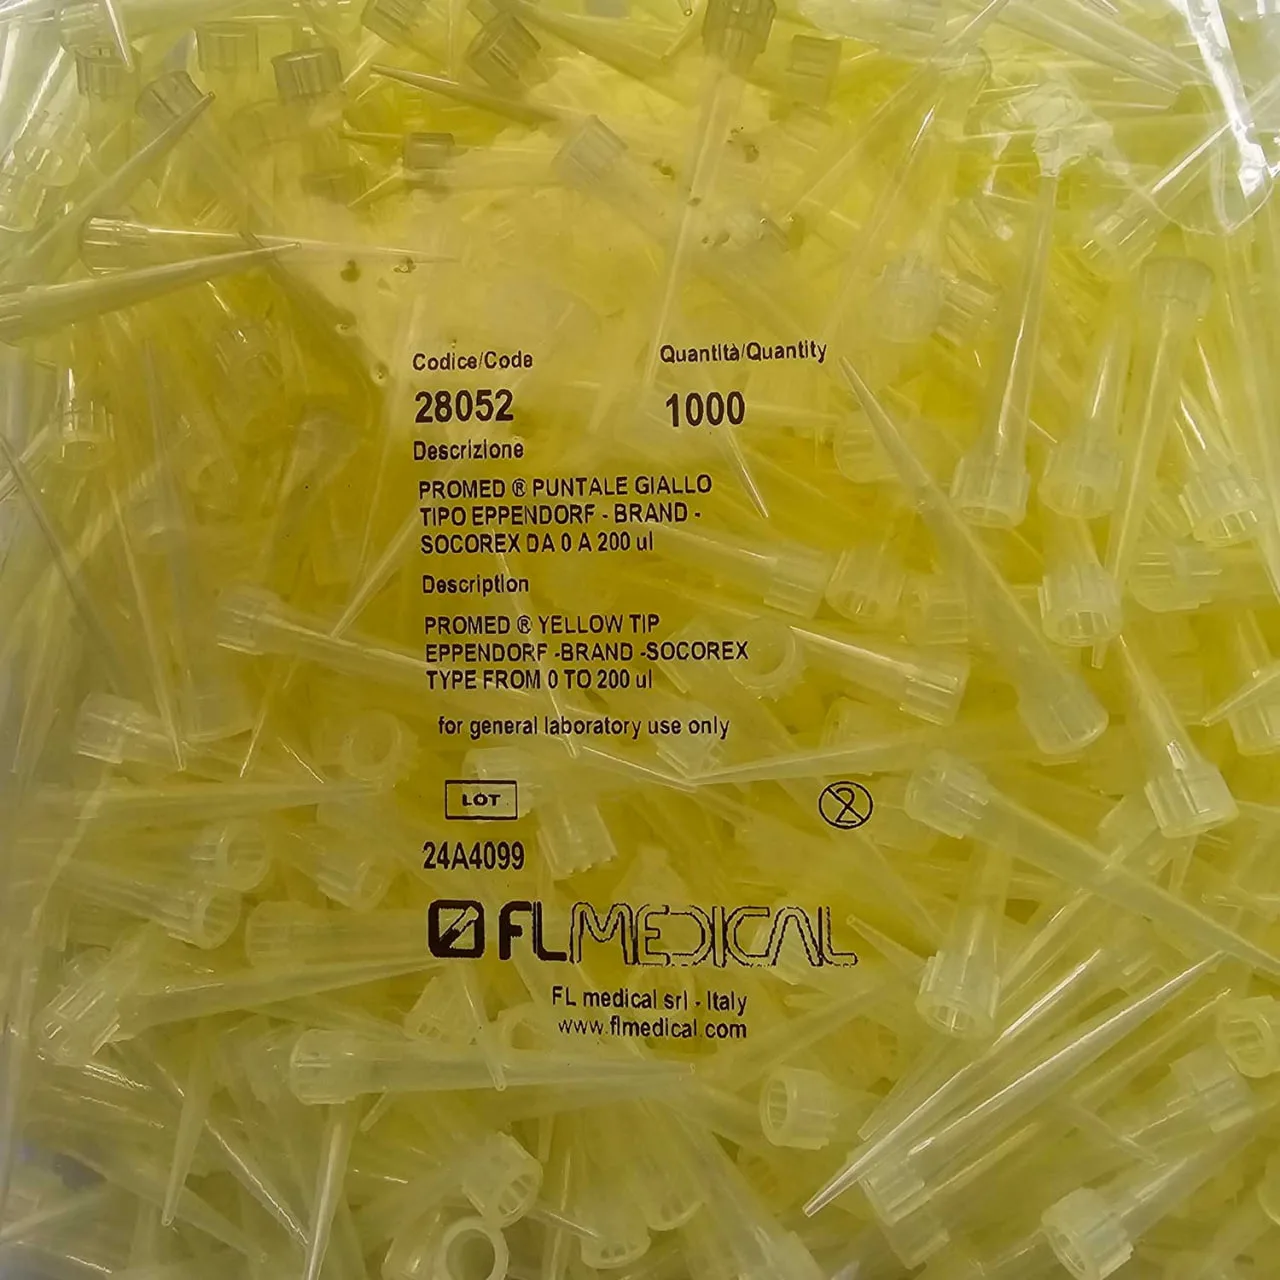 Codice/Code Quantità/Quantity
28052 1000
Descrizione
PROMED ® PUNTALE GIALLO
TIPO EPPENDORF - BRAND -
SOCOREX DA 0 A 200 ul
Description
PROMED ® YELLOW TIP
EPPENDORF -BRAND -SOCOREX
TYPE FROM 0 TO 200 ul
for general laboratory use only
LOT 2
24A4099
FLMEDICAL
FL medical srl - Italy
www.flmedical.com